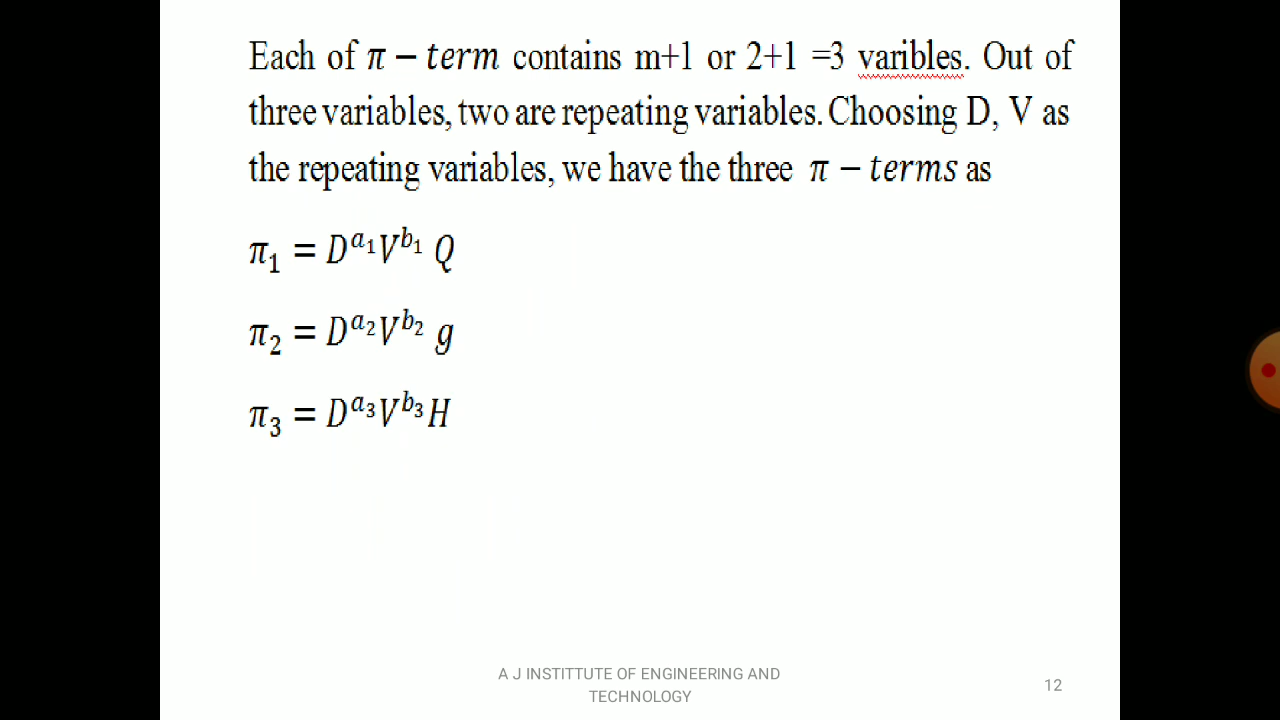 Each of π − term contains m+1 or 2+1 =3 varibles. Out of
three variables, two are repeating variables. Choosing D, V as
the repeating variables, we have the three π − terms as
π₁ = D^{a₁}V^{b₁} Q
π₂ = D^{a₂}V^{b₂} g
π₃ = D^{a₃}V^{b₃}H
A J INSTITTUTE OF ENGINEERING AND
TECHNOLOGY
12